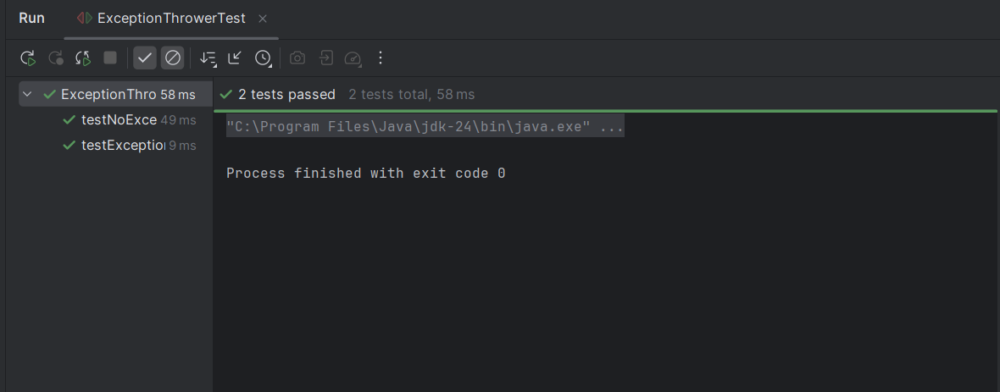 Run ExceptionThrowerTest
ExceptionThro 58 ms
testNoExce 49 ms
testException 9 ms
2 tests passed 2 tests total, 58 ms
"C:\Program Files\Java\jdk-24\bin\java.exe" ...
Process finished with exit code 0